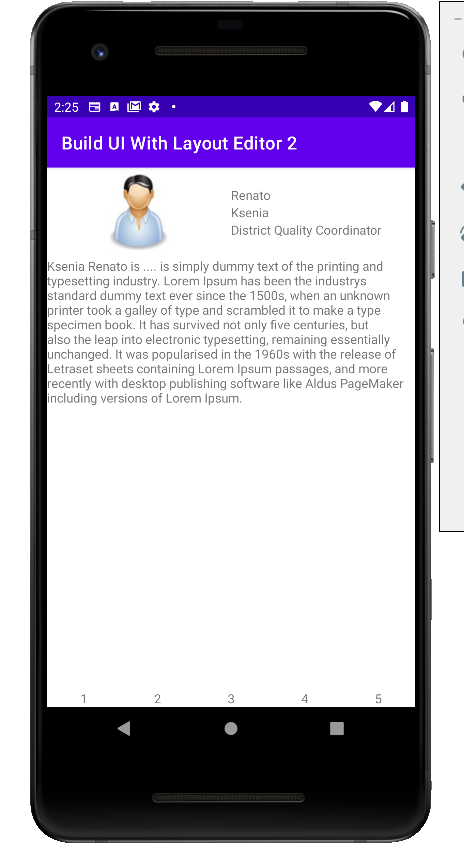 2:25
Build UI With Layout Editor 2
Renato
Ksenia
District Quality Coordinator
Ksenia Renato is .... is simply dummy text of the printing and
typesetting industry. Lorem Ipsum has been the industrys
standard dummy text ever since the 1500s, when an unknown
printer took a galley of type and scrambled it to make a type
specimen book. It has survived not only five centuries, but
also the leap into electronic typesetting, remaining essentially
unchanged. It was popularised in the 1960s with the release of
Letraset sheets containing Lorem Ipsum passages, and more
recently with desktop publishing software like Aldus PageMaker
including versions of Lorem Ipsum.
1 2 3 4 5